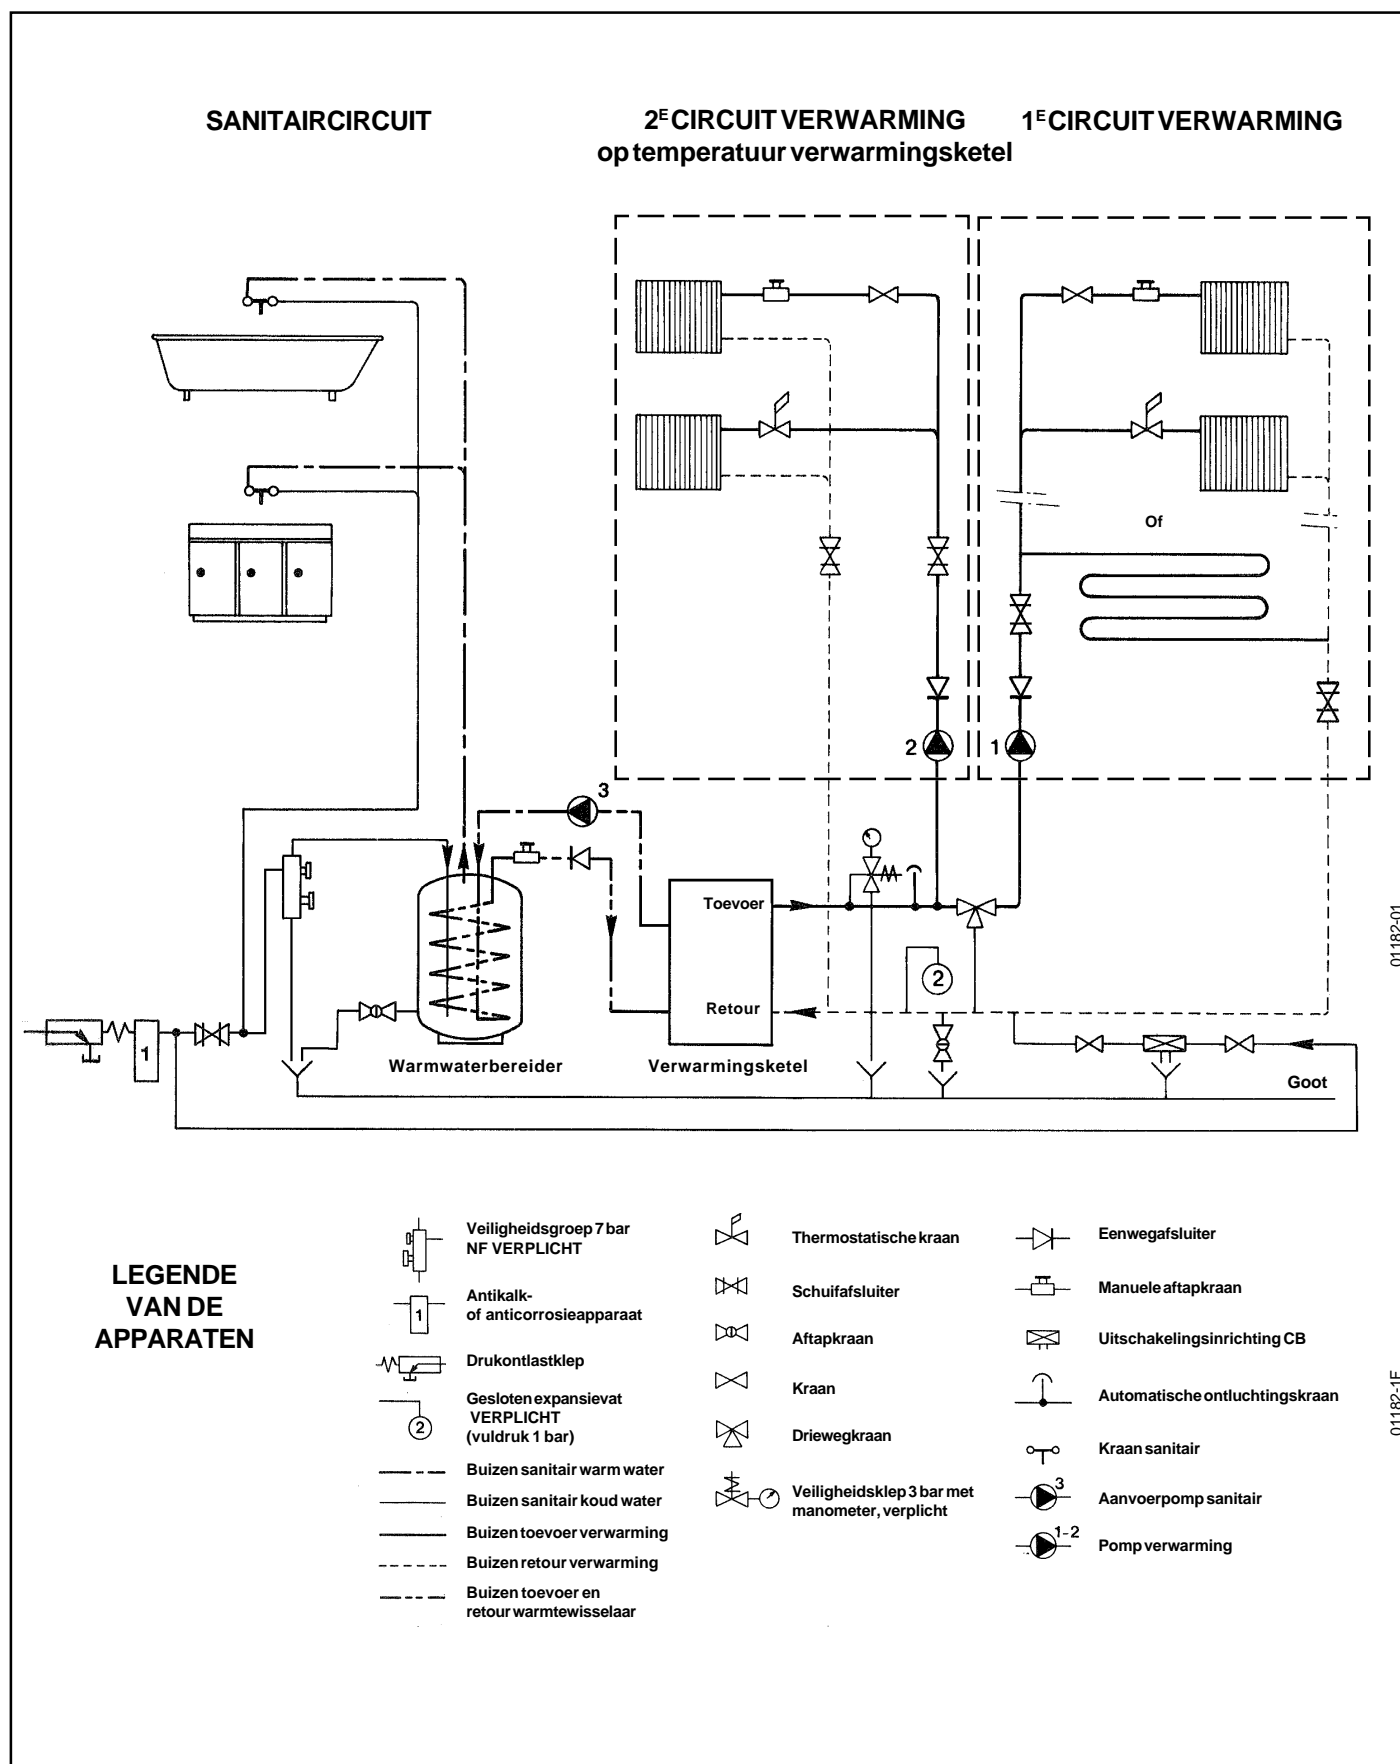 SANITAIRCIRCUIT
2E CIRCUIT VERWARMING
op temperatuur verwarmingsketel
1E CIRCUIT VERWARMING
Of
2
1
3
Toevoer
Retour
2
1
Warmwaterbereider
Verwarmingsketel
Goot
01182-01
LEGENDE
VAN DE
APPARATEN
Veiligheidsgroep 7 bar
NF VERPLICHT
1
Antikalk-
of anticorrosieapparaat
Drukontlastklep
2
Gesloten expansievat
VERPLICHT
(vuldruk 1 bar)
Buizen sanitair warm water
Buizen sanitair koud water
Buizen toevoer verwarming
Buizen retour verwarming
Buizen toevoer en
retour warmtewisselaar
Thermostatische kraan
Schuifafsluiter
Aftapkraan
Kraan
Driewegkraan
Veiligheidsklep 3 bar met
manometer, verplicht
Eenwegafsluiter
Manuele aftapkraan
Uitschakelingsinrichting CB
Automatische ontluchtingskraan
Kraan sanitair
3
Aanvoerpomp sanitair
1-2
Pomp verwarming
01182-1F